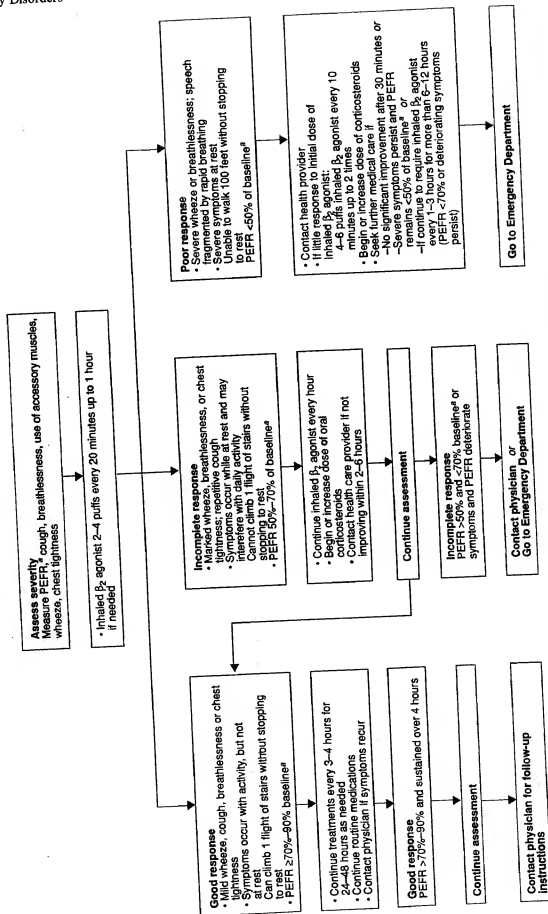 y Disorders
Assess severity
Measure PEFR,ª cough, breathlessness, use of accessory muscles,
wheeze, chest tightness
• Inhaled β₂ agonist 2–4 puffs every 20 minutes up to 1 hour
if needed
Good response
• Mild wheeze, cough, breathlessness or chest
tightness
• Symptoms occur with activity, but not
at rest
Can climb 1 flight of stairs without stopping
to rest
• PEFR ≥70%–90% baselineª
• Continue treatments every 3–4 hours for
24–48 hours as needed
• Continue routine medications
• Contact physician if symptoms recur
Good response
PEFR >70%–90% and sustained over 4 hours
Continue assessment
Contact physician for follow-up
instructions
Incomplete response
• Marked wheeze, breathlessness, or chest
tightness; repetitive cough
• Symptoms occur while at rest and may
interefere with daily activity
Cannot climb 1 flight of stairs without
stopping to rest
• PEFR 50%–70% of baselineª
• Continue inhaled β₂ agonist every hour
• Begin or increase dose of oral
corticosteroids
• Contact health care provider if not
improving within 2–6 hours
Continue assessment
Incomplete response
PEFR >50% and <70% baselineª or
symptoms and PEFR deteriorate
Contact physician or
Go to Emergency Department
Poor response
• Severe wheeze or breathlessness; speech
fragmented by rapid breathing
• Severe symptoms at rest
Unable to walk 100 feet without stopping
to rest
PEFR <50% of baselineª
• Contact health provider
• If little response to initial dose of
inhaled β₂ agonist:
4–6 puffs inhaled β₂ agonist every 10
minutes up to 2 times
• Begin or increase dose of corticosteroids
• Seek further medical care if
–No significant improvement after 30 minutes or
–Severe symptoms persist and PEFR
remains <50% of baselineª or
–If continue to require inhaled β₂ agonist
every 1–3 hours for more than 6–12 hours
(PEFR <70% or deteriorating symptoms
persist)
Go to Emergency Department